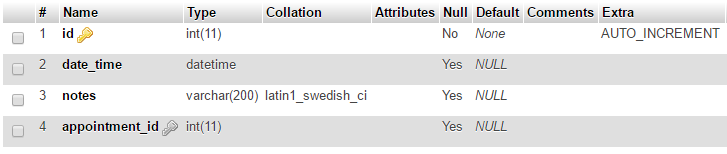 # Name Type Collation Attributes Null Default Comments Extra
1 id int(11) No None AUTO_INCREMENT
2 date_time datetime Yes NULL
3 notes varchar(200) latin1_swedish_ci Yes NULL
4 appointment_id int(11) Yes NULL